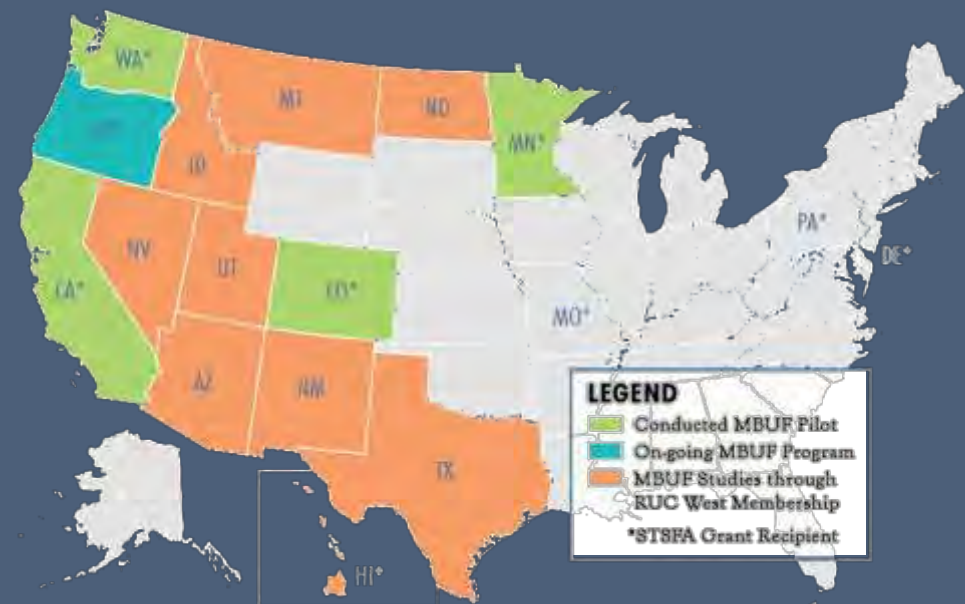 WA*
MT
ND
MN*
ID
PA*
NV
UT
CO*
CA*
DE*
MO*
AZ
NM
TX
HI*
LEGEND
Conducted MBUF Pilot
On-going MBUF Program
MBUF Studies through
RUC West Membership
*STSFA Grant Recipient